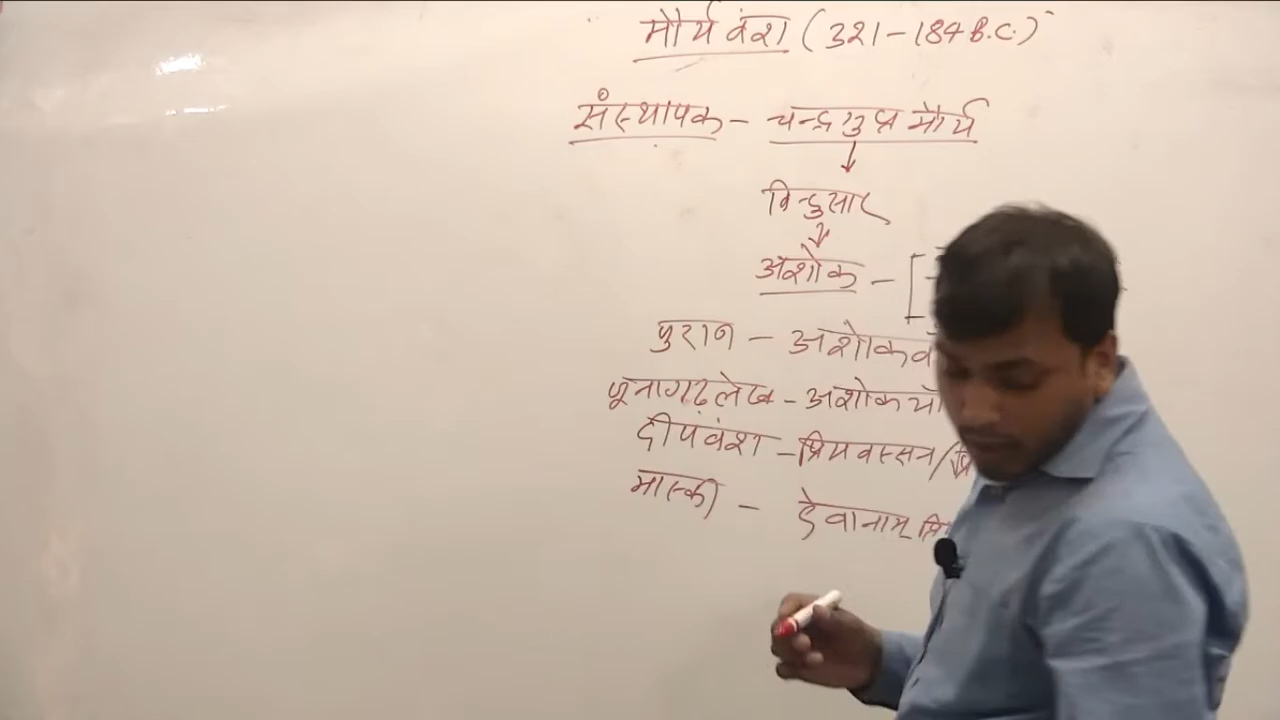 मौर्य वंश (321-184 B.C.)
संस्थापक - चन्द्रगुप्त मौर्य
↓
विन्दुसार
↓
अशोक - [
पुरान - अशोकव
जूनागढ़ लेख - अशोक मौ
दीपवंश - प्रियदस्सन / प्रि
मास्की - देवानाम् प्रि